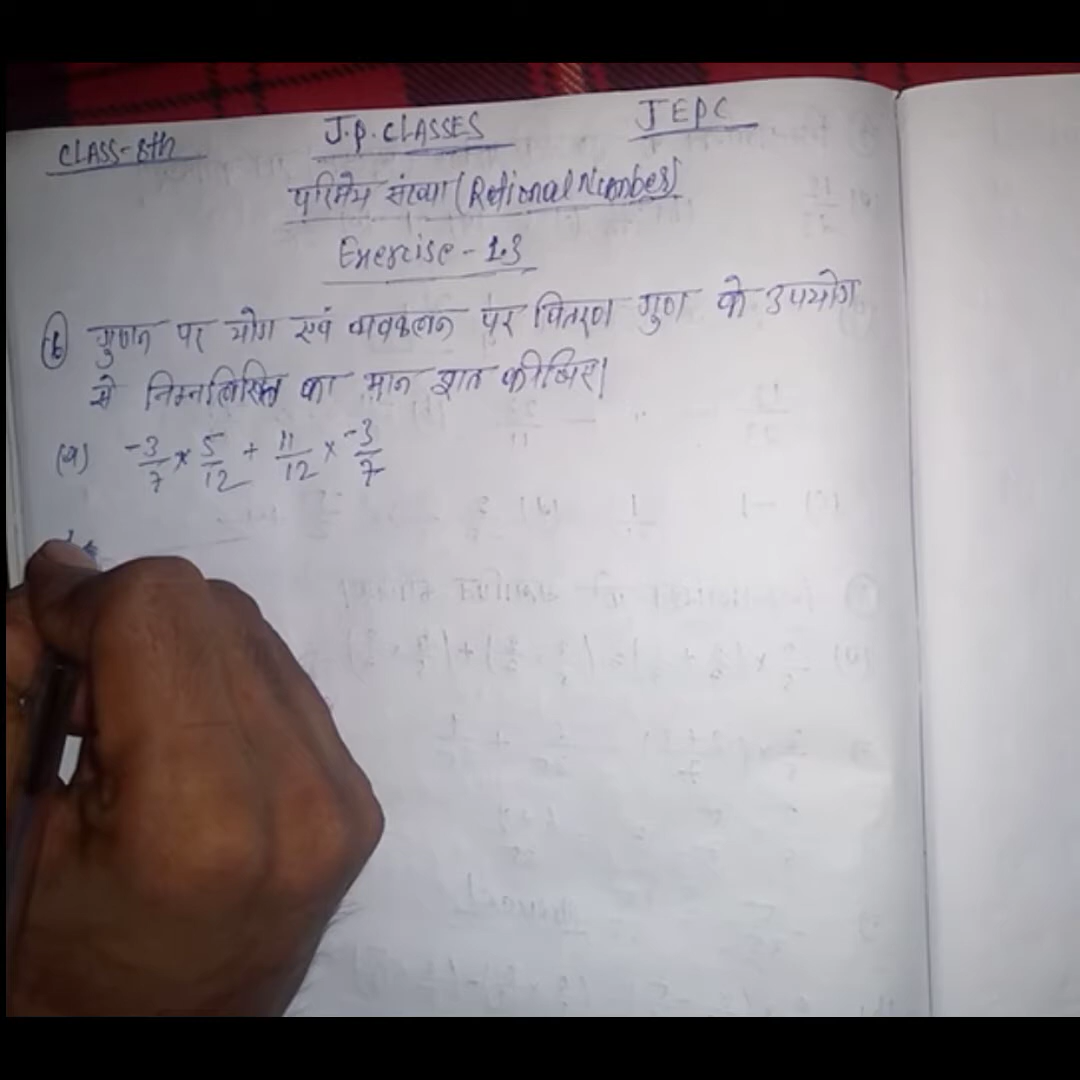 CLASS-8th J.P. CLASSES JEPC
परिमेय संख्या (Rational Number)
Exercise - 1.3
⑥ गुणन पर योग एवं व्यवकलन पर वितरण गुण के उपयोग
से निम्नलिखित का मान ज्ञात कीजिए।
(a) -3/7 × 5/12 + 11/12 × -3/7